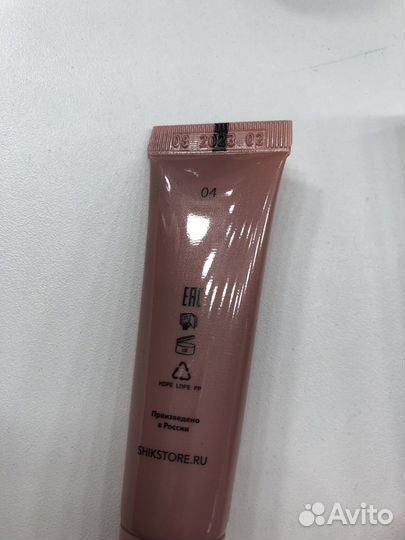 09 2023 02
04
EAC
HDPE LDPE PP
Произведено
в России
SHIKSTORE.RU
Avito